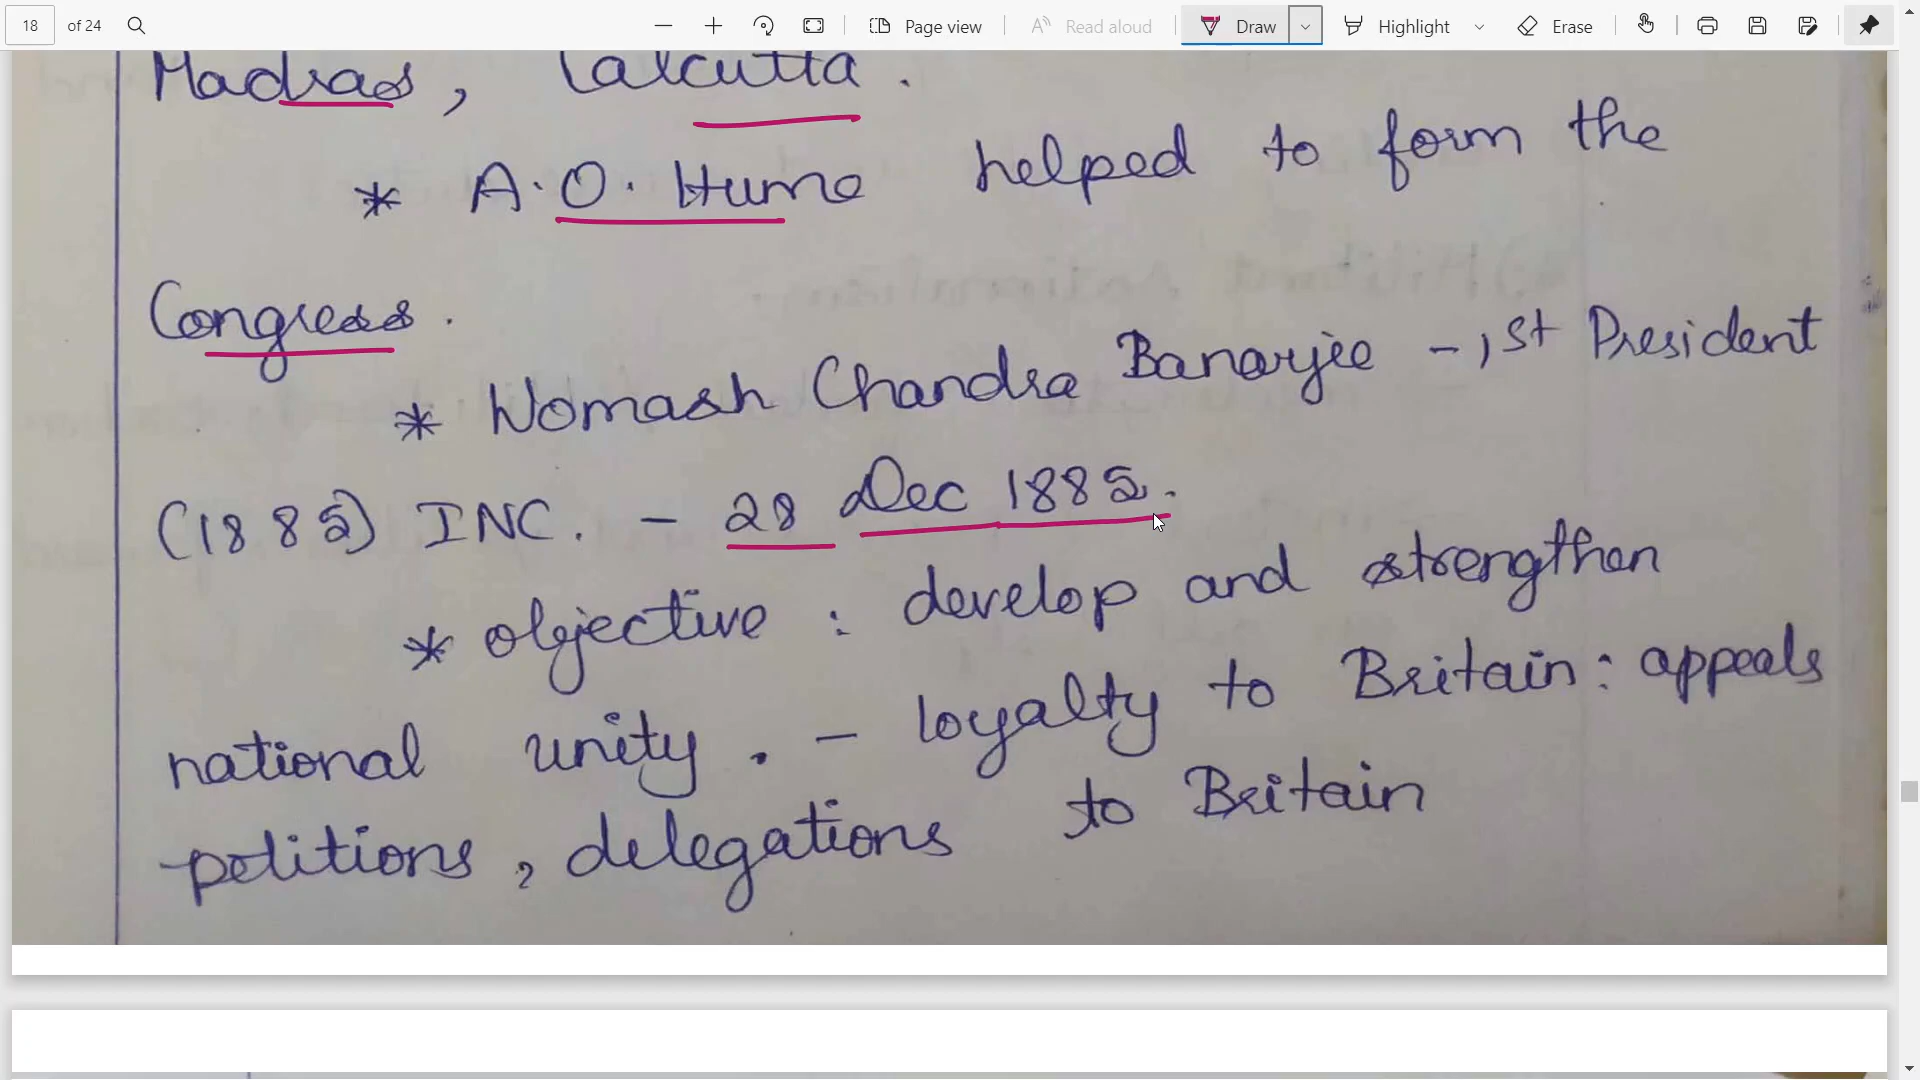 18 of 24 Page view Read aloud Draw Highlight Erase
Madras, Calcutta.
* A.O. Hume helped to form the
Congress.
* Womash Chandra Banarjee - 1st President
(1885) INC. - 28 Dec 1885.
* objective : develop and strengthen
national unity. - loyalty to Britain : appeals
petitions, delegations to Britain